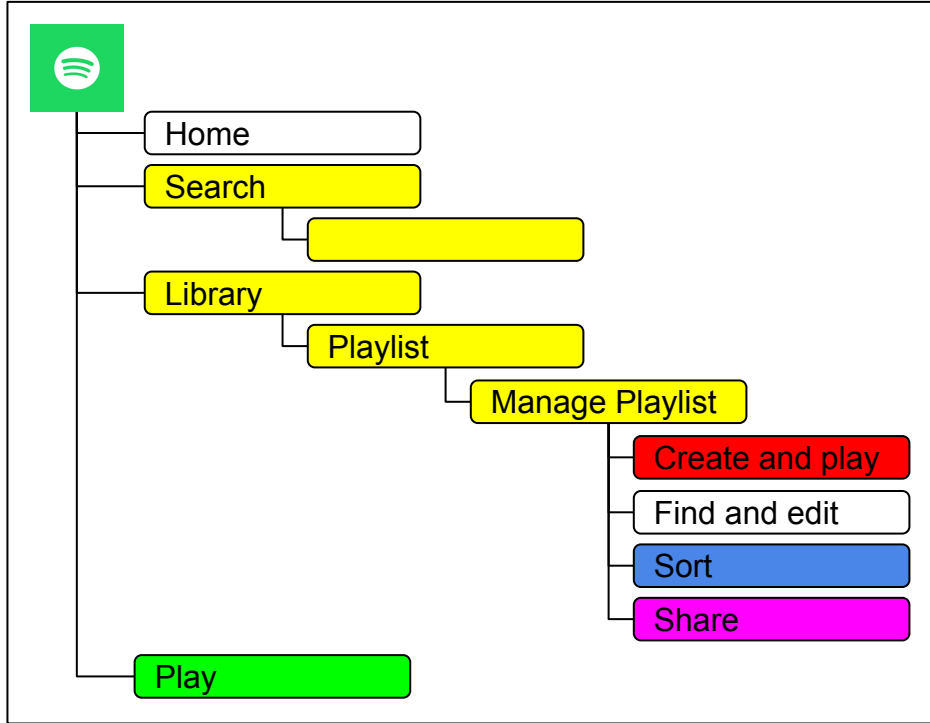 Home
Search
Library
Playlist
Manage Playlist
Create and play
Find and edit
Sort
Share
Play